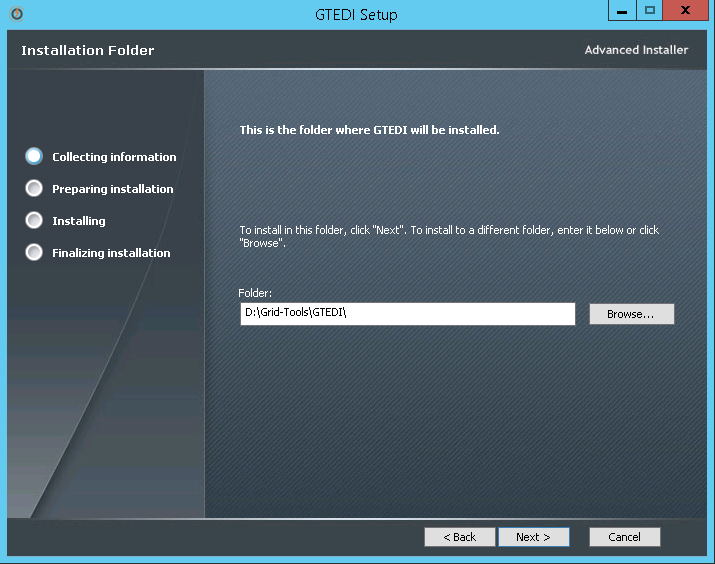 GTEDI Setup
Installation Folder
Advanced Installer
This is the folder where GTEDI will be installed.
Collecting information
Preparing installation
Installing
Finalizing installation
To install in this folder, click "Next". To install to a different folder, enter it below or click
"Browse".
Folder:
D:\Grid-Tools\GTEDI\
Browse...
< Back
Next >
Cancel